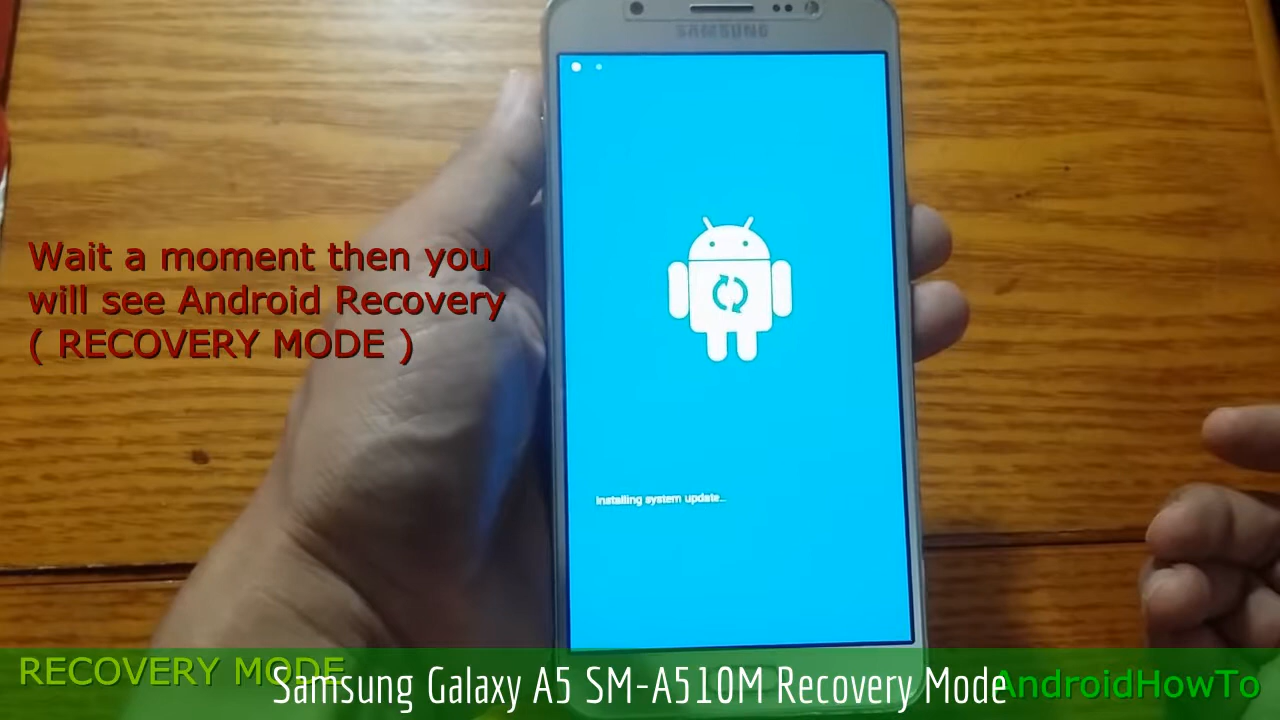 SAMSUNG
Wait a moment then you
will see Android Recovery
( RECOVERY MODE )
Installing system update...
RECOVERY MODE
Samsung Galaxy A5 SM-A510M Recovery Mode
AndroidHowTo